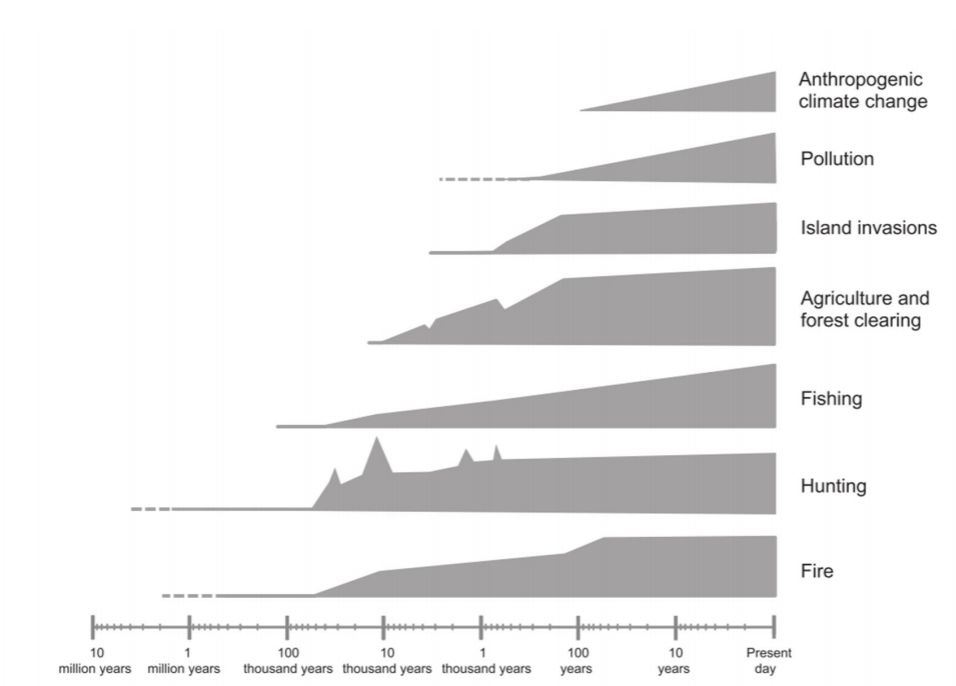 Anthropogenic
climate change
Pollution
Island invasions
Agriculture and
forest clearing
Fishing
Hunting
Fire
10
million years
1
million years
100
thousand years
10
thousand years
1
thousand years
100
years
10
years
Present
day